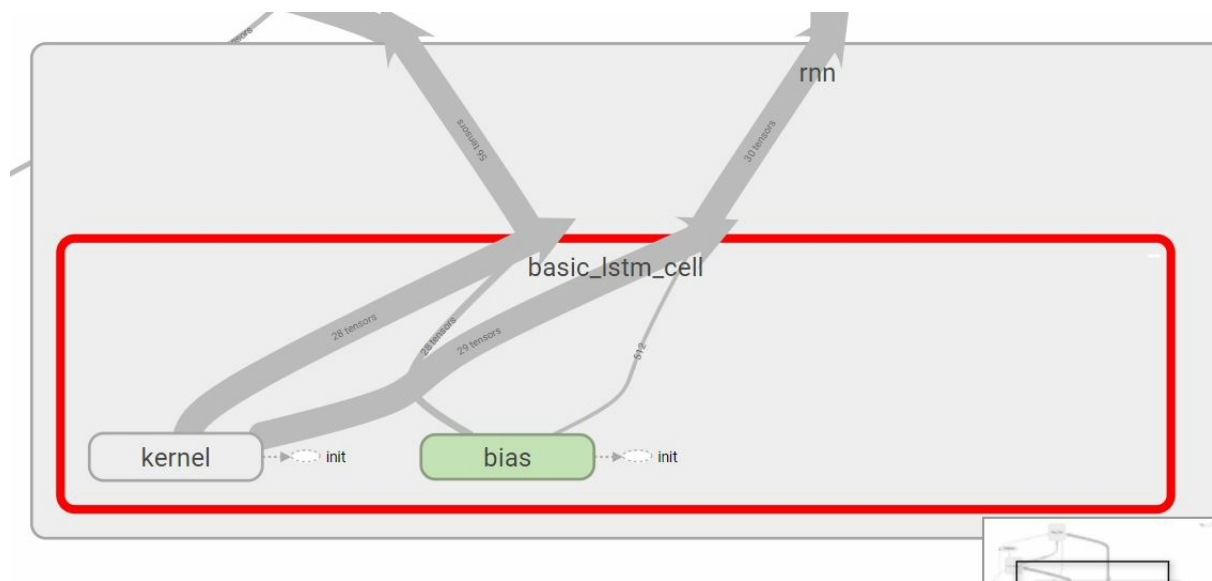 rnn
56 tensors
30 tensors
basic_lstm_cell
28 tensors
28 tensors
29 tensors
512
kernel
init
bias
init